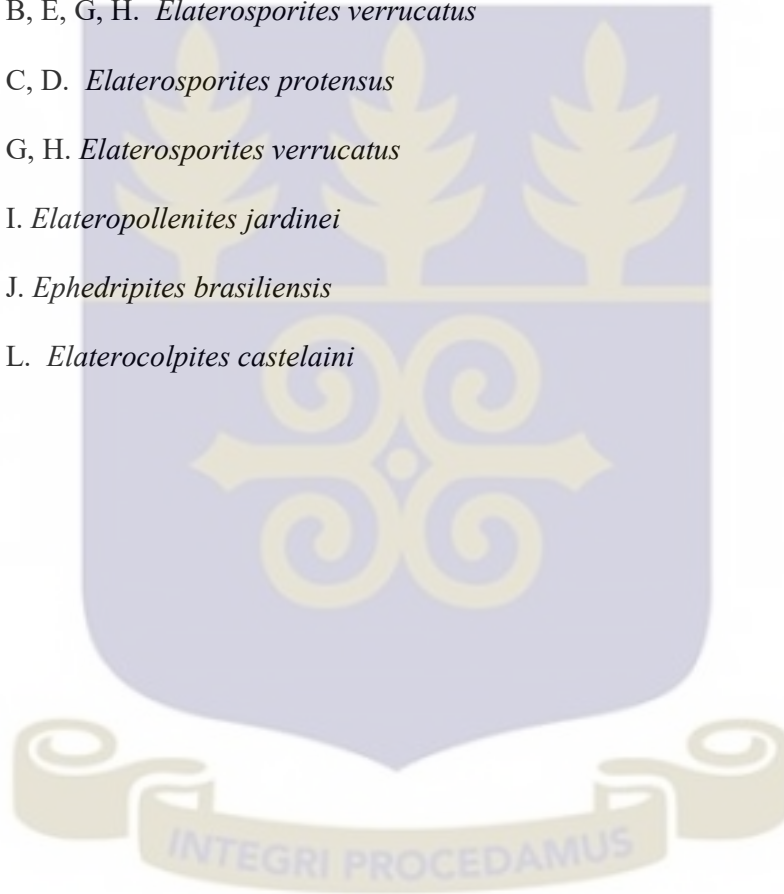 B, E, G, H. Elaterosporites verrucatus
C, D. Elaterosporites protensus
G, H. Elaterosporites verrucatus
I. Elateropollenites jardinei
J. Ephedripites brasiliensis
L. Elaterocolpites castelaini
INTEGRI PROCEDAMUS